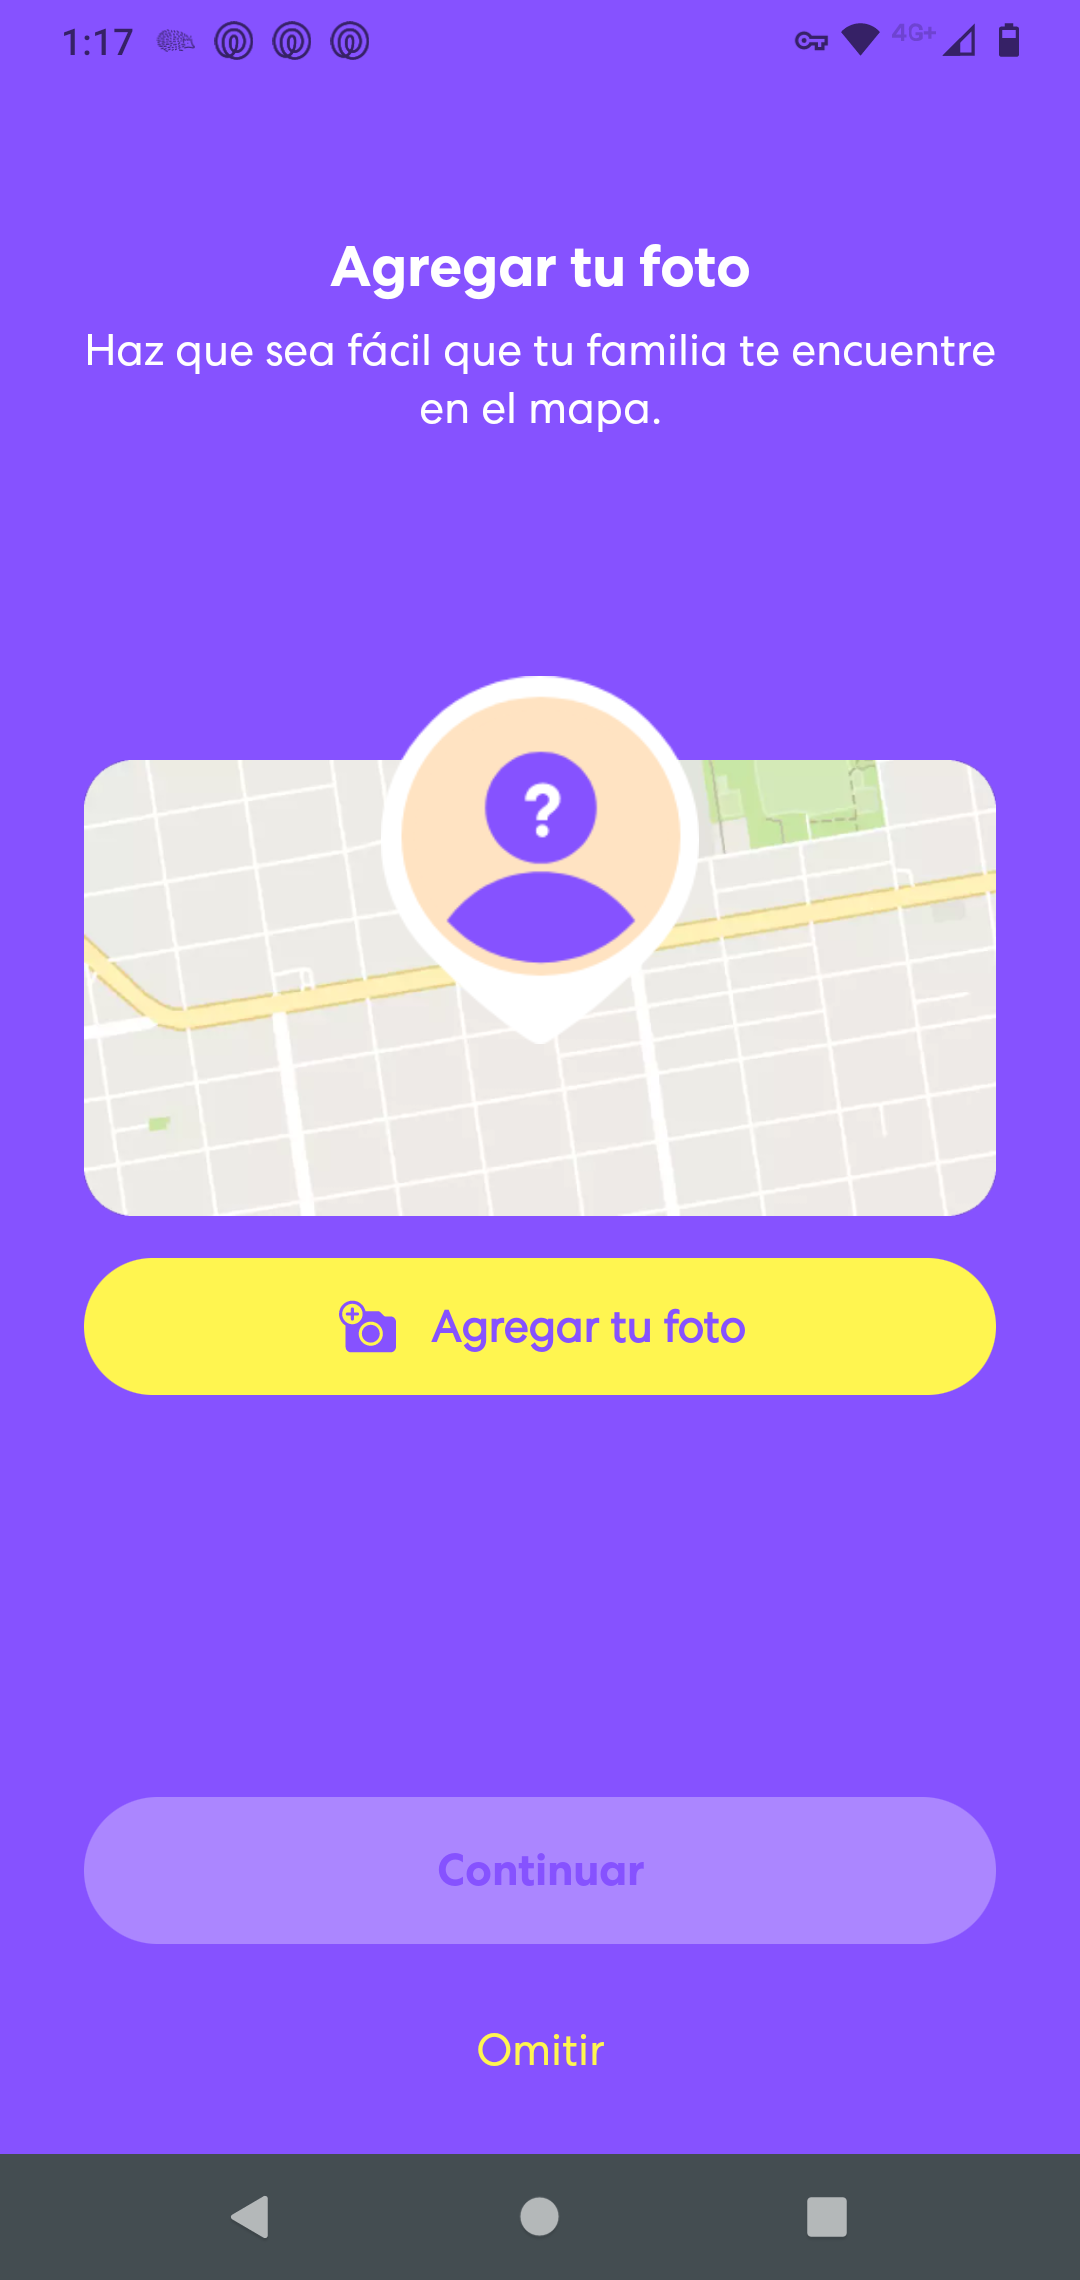 1:17
4G+
Agregar tu foto
Haz que sea fácil que tu familia te encuentre
en el mapa.
?
Agregar tu foto
Continuar
Omitir